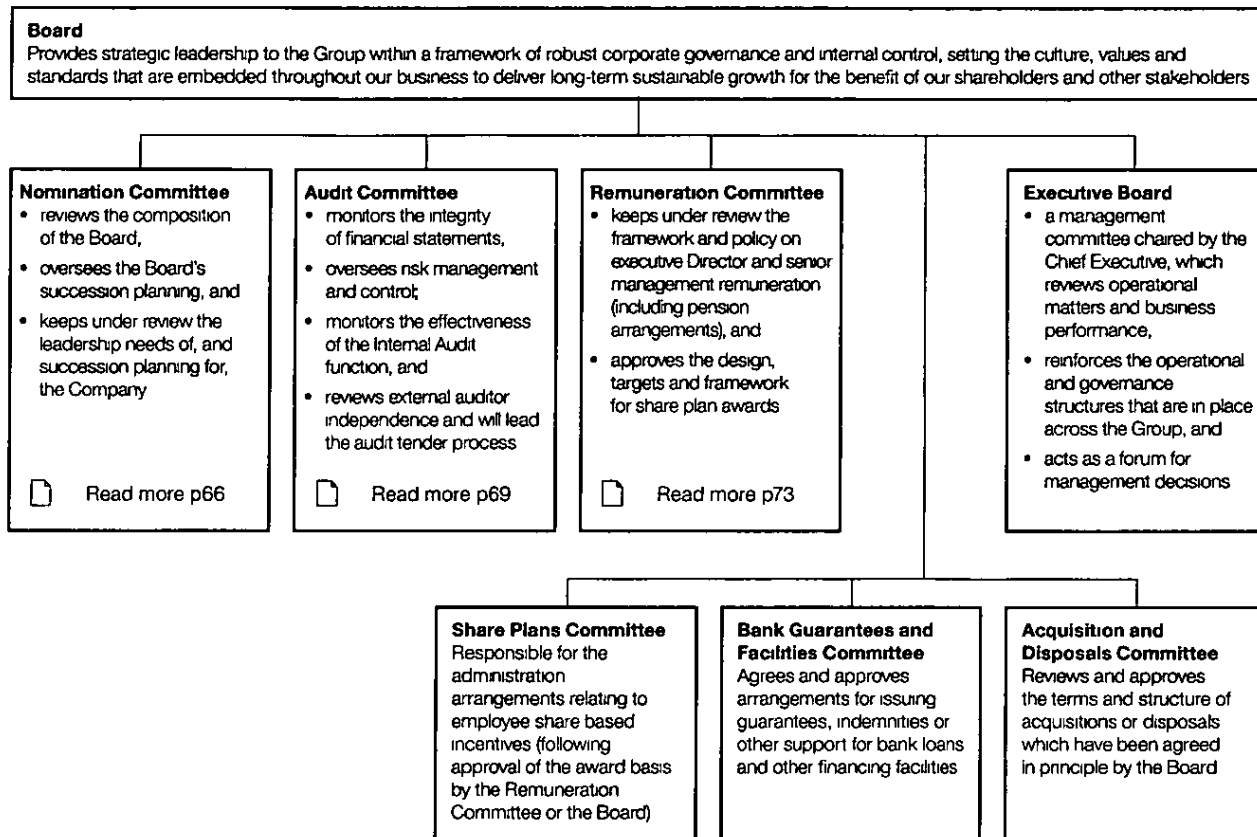 Board
Provides strategic leadership to the Group within a framework of robust corporate governance and internal control, setting the culture, values and
standards that are embedded throughout our business to deliver long-term sustainable growth for the benefit of our shareholders and other stakeholders
Nomination Committee
• reviews the composition
of the Board,
• oversees the Board's
succession planning, and
• keeps under review the
leadership needs of, and
succession planning for,
the Company
Read more p66
Audit Committee
• monitors the integrity
of financial statements,
• oversees risk management
and control;
• monitors the effectiveness
of the Internal Audit
function, and
• reviews external auditor
independence and will lead
the audit tender process
Read more p69
Remuneration Committee
• keeps under review the
framework and policy on
executive Director and senior
management remuneration
(including pension
arrangements), and
• approves the design,
targets and framework
for share plan awards
Read more p73
Executive Board
• a management
committee chaired by the
Chief Executive, which
reviews operational
matters and business
performance,
• reinforces the operational
and governance
structures that are in place
across the Group, and
• acts as a forum for
management decisions
Share Plans Committee
Responsible for the
administration
arrangements relating to
employee share based
incentives (following
approval of the award basis
by the Remuneration
Committee or the Board)
Bank Guarantees and
Facilities Committee
Agrees and approves
arrangements for issuing
guarantees, indemnities or
other support for bank loans
and other financing facilities
Acquisition and
Disposals Committee
Reviews and approves
the terms and structure of
acquisitions or disposals
which have been agreed
in principle by the Board